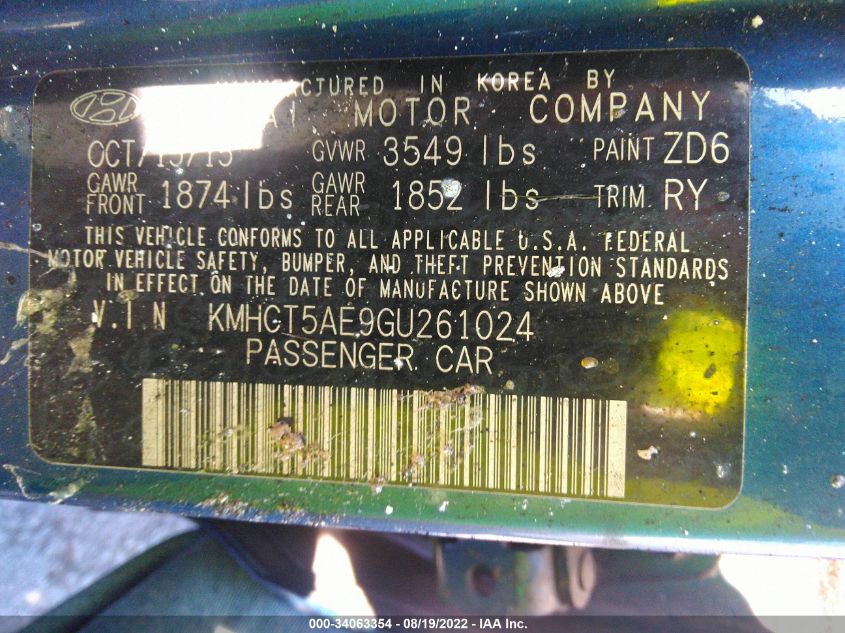 MANUFACTURED IN KOREA BY
MOTOR COMPANY
GVWR 3549 lbs PAINT ZD6
GAWR FRONT 1874 lbs GAWR REAR 1852 lbs TRIM. RY
THIS VEHICLE CONFORMS TO ALL APPLICABLE U.S.A. FEDERAL
MOTOR VEHICLE SAFETY, BUMPER, AND THEFT PREVENTION STANDARDS
IN EFFECT ON THE DATE OF MANUFACTURE SHOWN ABOVE
V.I N KMHCT5AE9GU261024
PASSENGER CAR
000-34063354 - 08/19/2022 - IAA Inc.